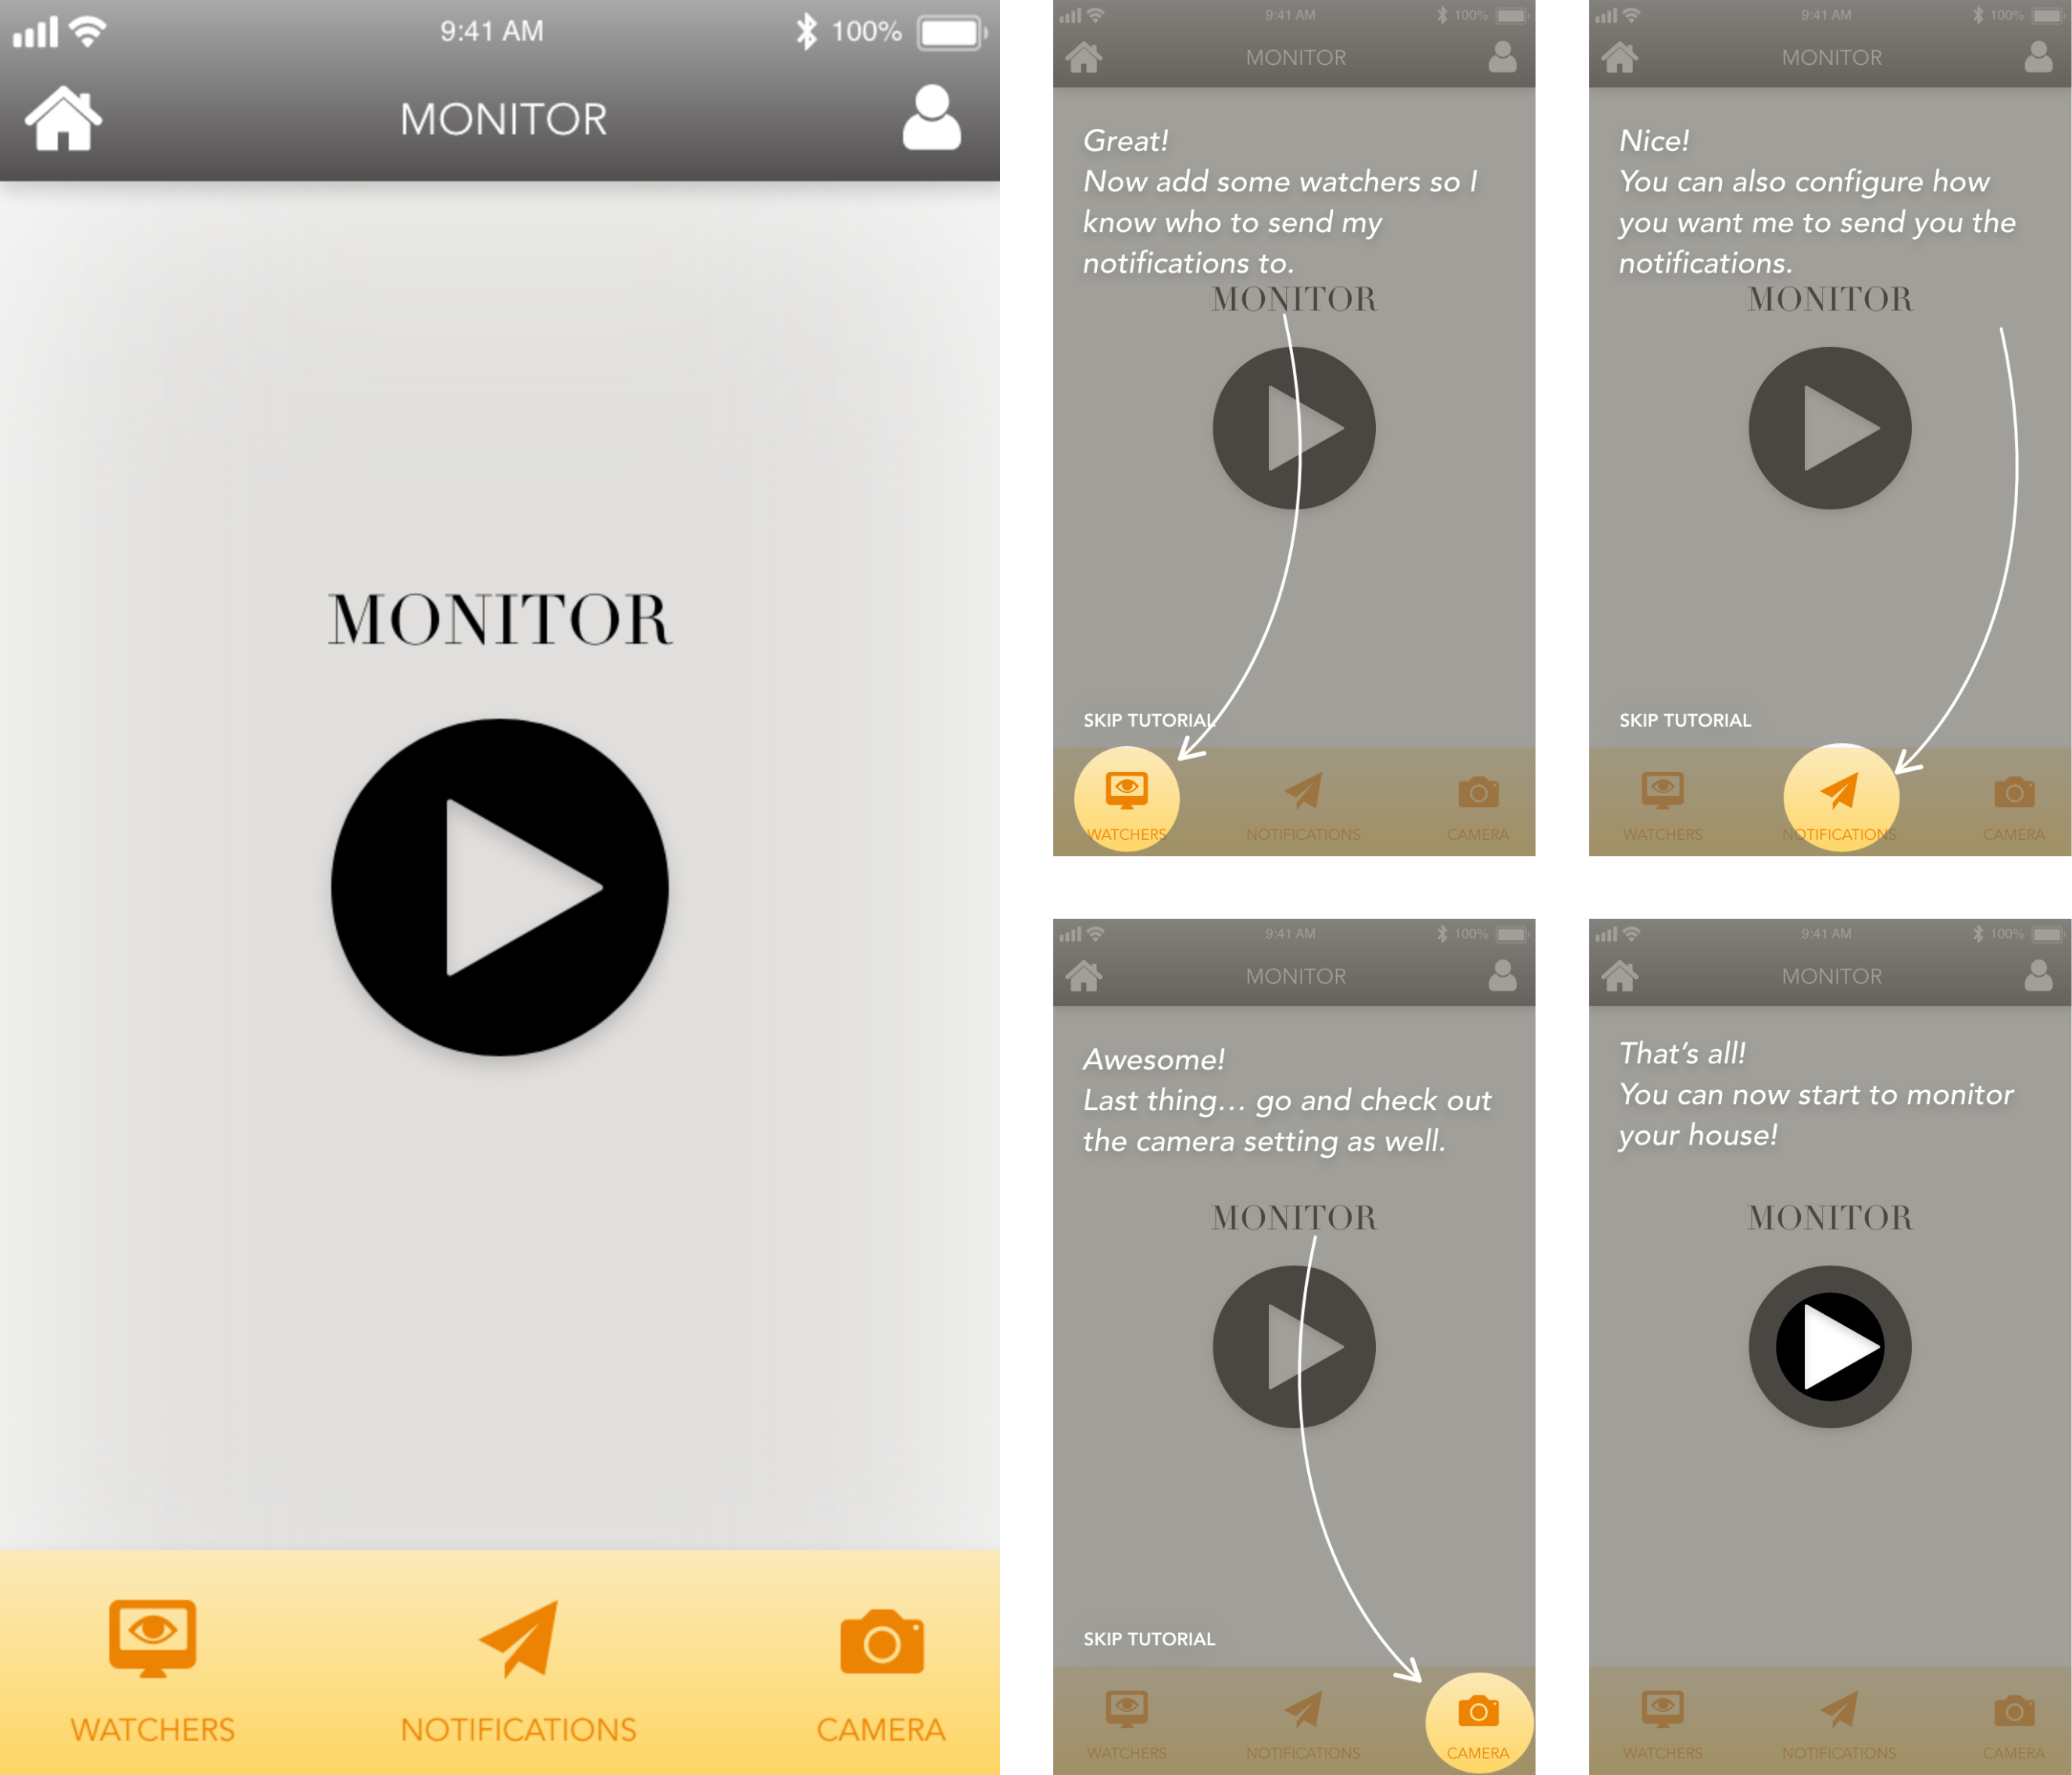 9:41 AM
100%
MONITOR
MONITOR
WATCHERS
NOTIFICATIONS
CAMERA
9:41 AM
100%
MONITOR
Great!
Now add some watchers so I
know who to send my
notifications to.
MONITOR
SKIP TUTORIAL
WATCHERS
NOTIFICATIONS
CAMERA
9:41 AM
100%
MONITOR
Nice!
You can also configure how
you want me to send you the
notifications.
MONITOR
SKIP TUTORIAL
WATCHERS
NOTIFICATIONS
CAMERA
9:41 AM
100%
MONITOR
Awesome!
Last thing... go and check out
the camera setting as well.
MONITOR
SKIP TUTORIAL
WATCHERS
NOTIFICATIONS
CAMERA
9:41 AM
100%
MONITOR
That's all!
You can now start to monitor
your house!
MONITOR
WATCHERS
NOTIFICATIONS
CAMERA